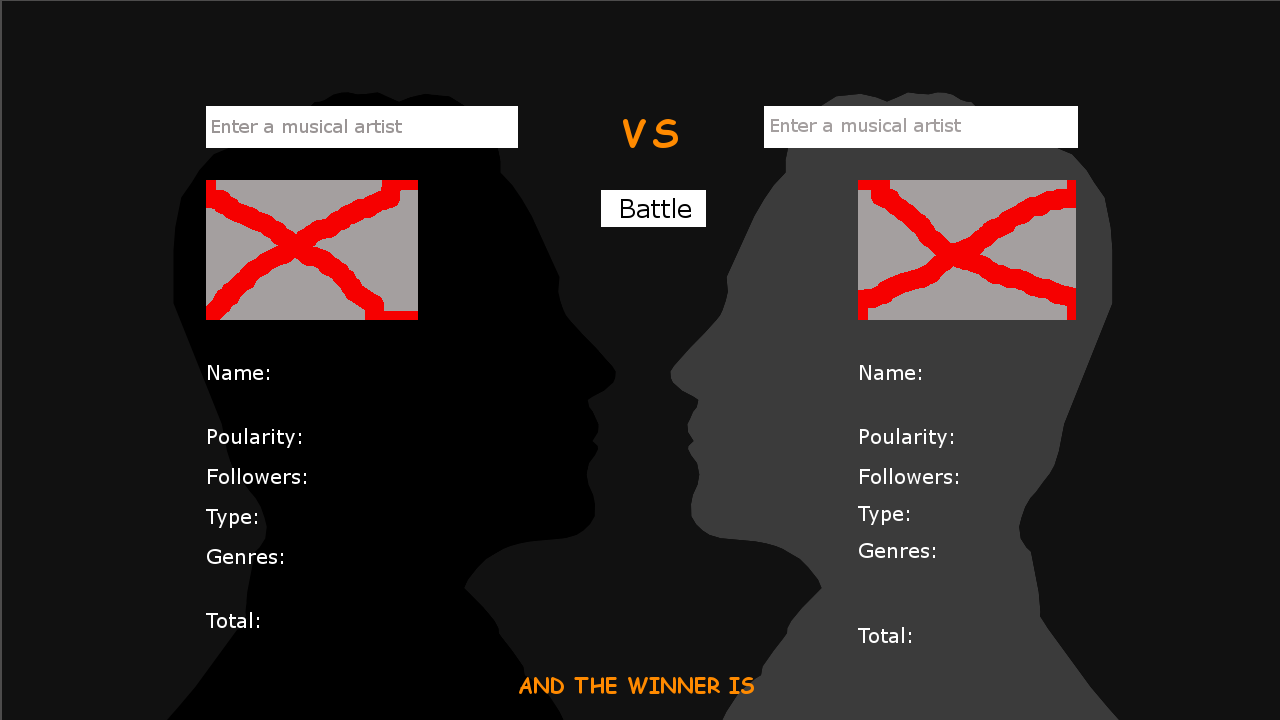 Enter a musical artist
VS
Enter a musical artist
Battle
Name:
Poularity:
Followers:
Type:
Genres:
Total:
Name:
Poularity:
Followers:
Type:
Genres:
Total:
AND THE WINNER IS